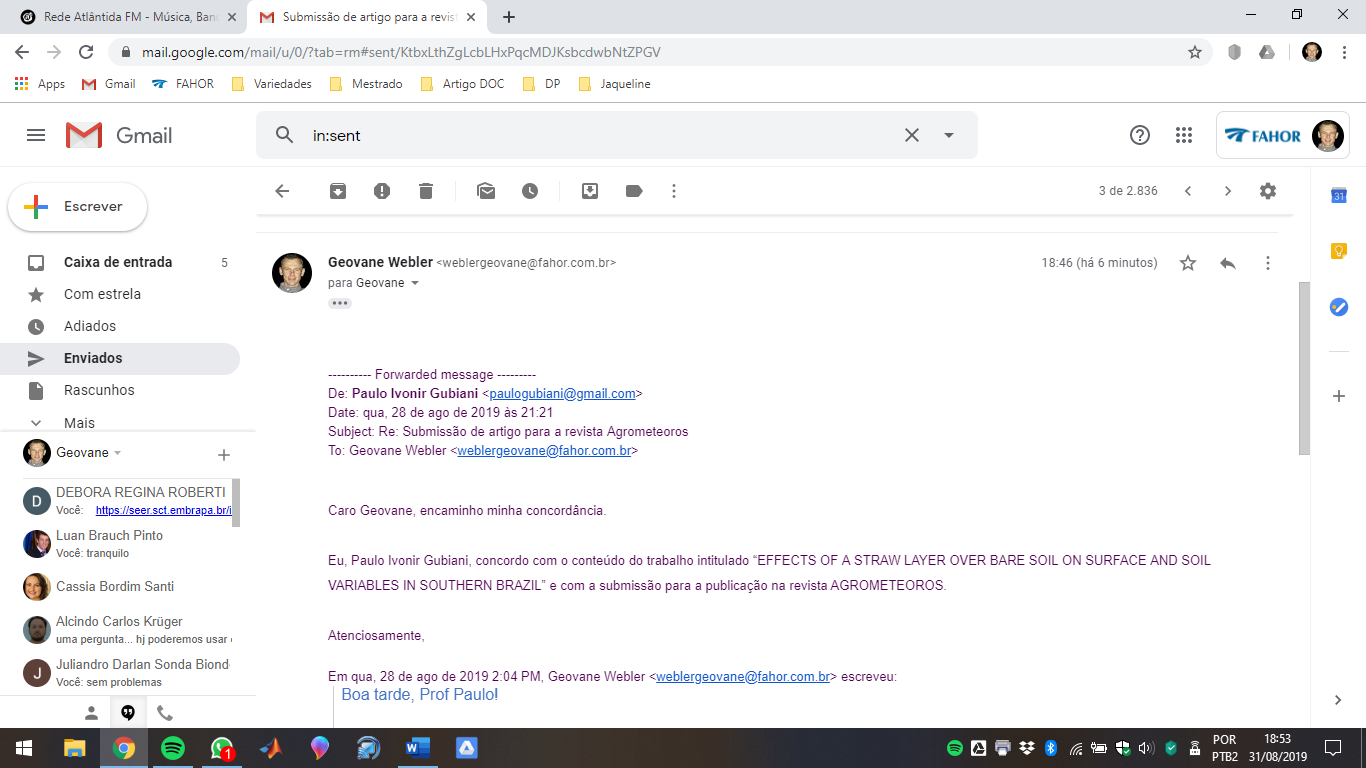 Rede Atlântida FM - Música, Ban
Submissão de artigo para a revis
mail.google.com/mail/u/0/?tab=rm#sent/KtbxLthZgLcbLHxPqcMDJKsbcdwbNtZPGV
Apps Gmail FAHOR Variedades Mestrado Artigo DOC DP Jaqueline
Gmail
in:sent
FAHOR
Escrever
3 de 2.836
31
Caixa de entrada 5
Com estrela
Adiados
Enviados
Rascunhos
Mais
Geovane Webler <weblergeovane@fahor.com.br>
18:46 (há 6 minutos)
para Geovane
---------- Forwarded message ---------
De: Paulo Ivonir Gubiani <paulogubiani@gmail.com>
Date: qua, 28 de ago de 2019 às 21:21
Subject: Re: Submissão de artigo para a revista Agrometeoros
To: Geovane Webler <weblergeovane@fahor.com.br>
Caro Geovane, encaminho minha concordância.
Eu, Paulo Ivonir Gubiani, concordo com o conteúdo do trabalho intitulado “EFFECTS OF A STRAW LAYER OVER BARE SOIL ON SURFACE AND SOIL
VARIABLES IN SOUTHERN BRAZIL” e com a submissão para a publicação na revista AGROMETEOROS.
Atenciosamente,
Em qua, 28 de ago de 2019 2:04 PM, Geovane Webler <weblergeovane@fahor.com.br> escreveu:
Boa tarde, Prof Paulo!
Geovane
D
DEBORA REGINA ROBERTI
Você: https://seer.sct.embrapa.br/i
Luan Brauch Pinto
Você: tranquilo
Cassia Bordim Santi
Alcindo Carlos Krüger
uma pergunta... hj poderemos usar
J
Juliandro Darlan Sonda Biond
Você: sem problemas
1
W
POR
PTB2
18:53
31/08/2019